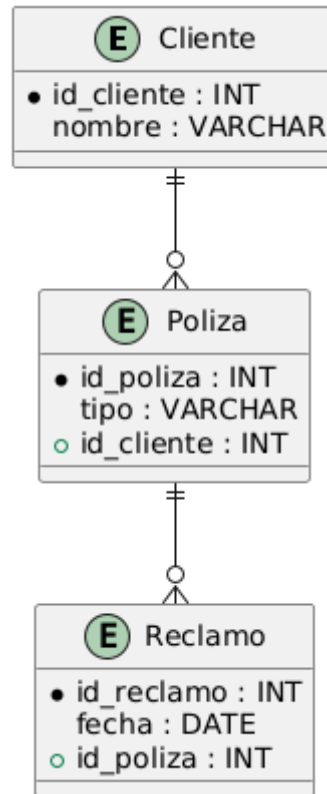 E Cliente
id_cliente : INT
nombre : VARCHAR
E Poliza
id_poliza : INT
tipo : VARCHAR
id_cliente : INT
E Reclamo
id_reclamo : INT
fecha : DATE
id_poliza : INT